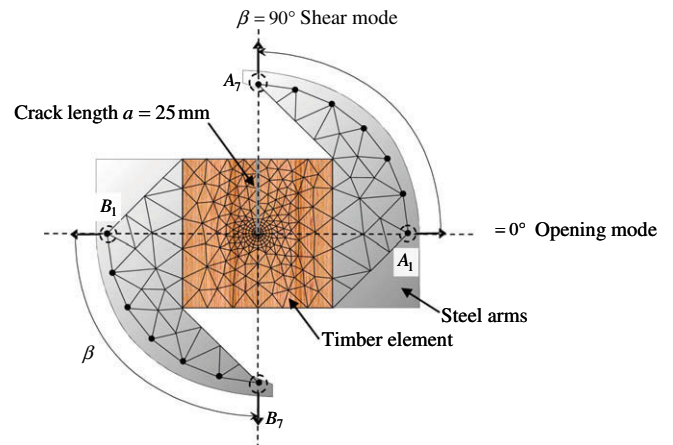 β = 90° Shear mode
A7
Crack length a = 25 mm
B1
= 0° Opening mode
A1
Steel arms
Timber element
β
B7